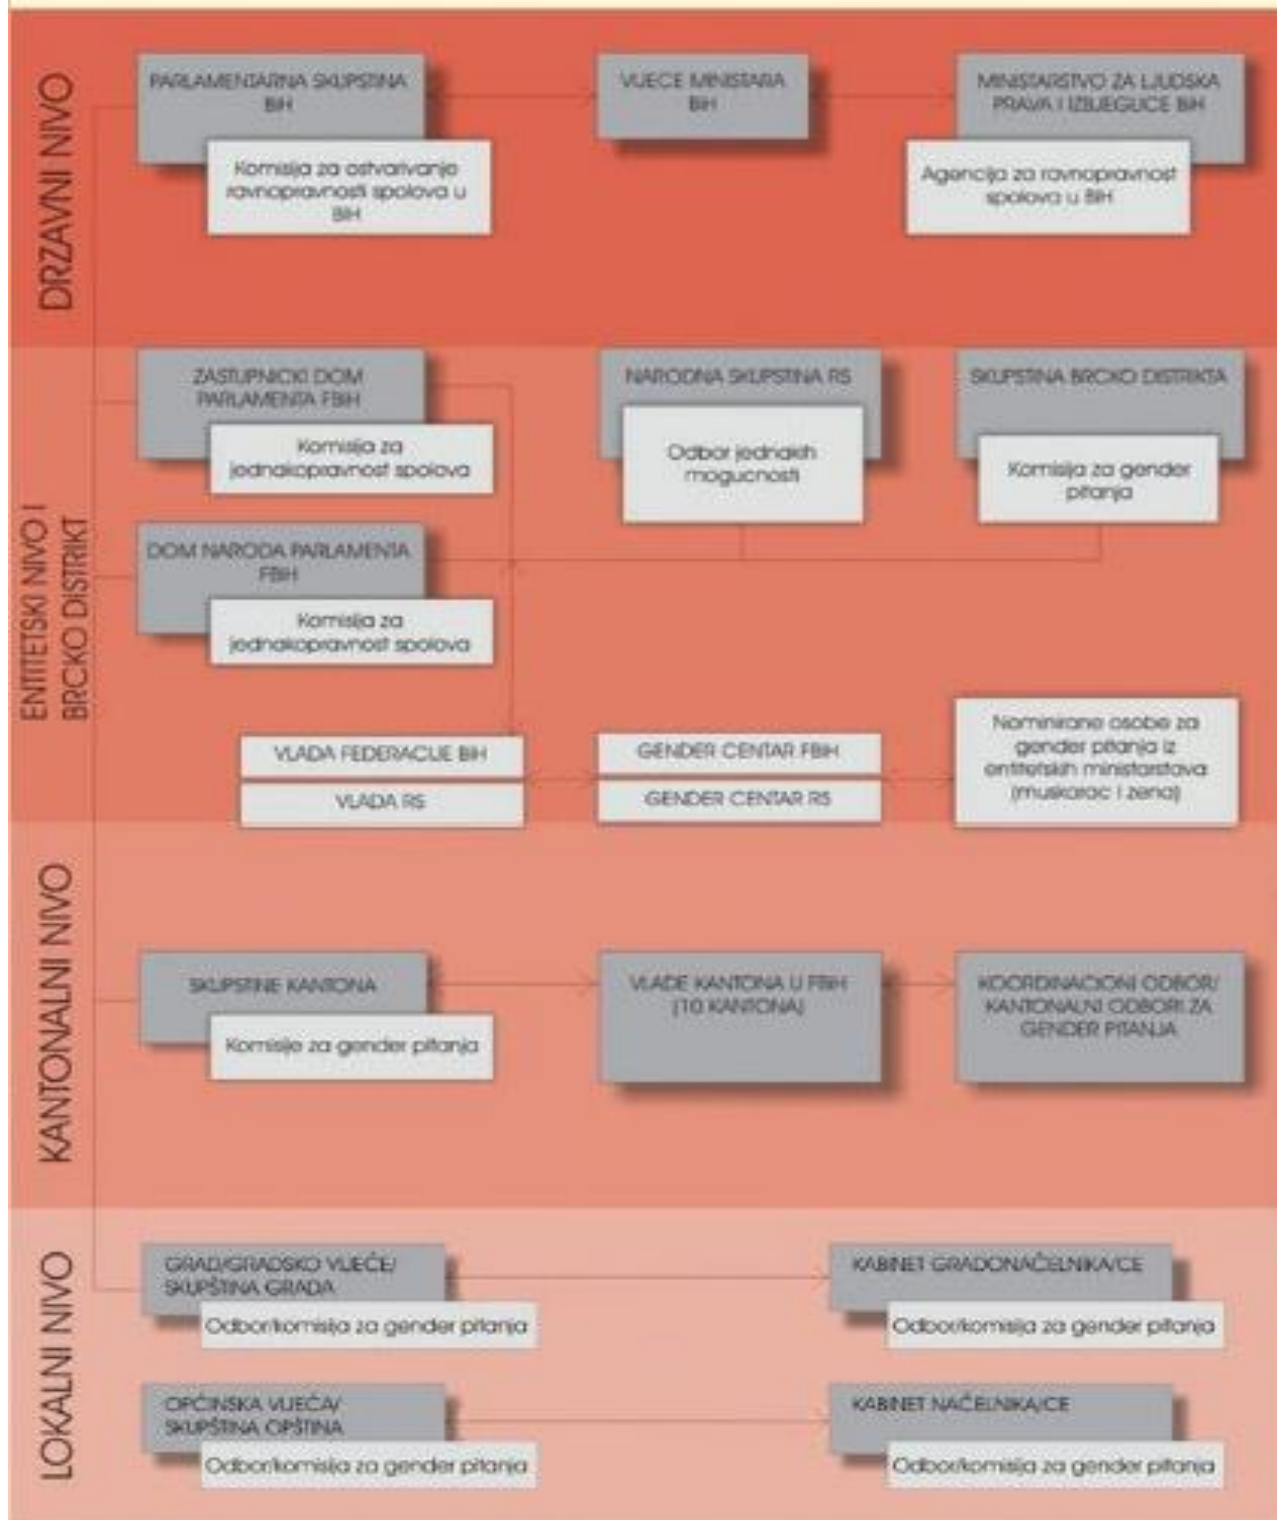 DRZAVNI NIVO
PARLAMENTARNA SKUPSTINA
BIH
Komisija za ostvarivanje
ravnopravnosti spolova u
BIH
VIJECE MINISTARA
BIH
MINISTARSTVO ZA LJUDSKA
PRAVA I IZBJEGLICE BIH
Agencija za ravnopravnost
spolova u BIH
ENTITETSKI NIVO I
BRCKO DISTRIKT
ZASTUPNICKI DOM
PARLAMENTA FBIH
Komisija za
jednakopravnost spolova
NARODNA SKUPSTINA RS
Odbor jednakih
mogucnosti
SKUPSTINA BRCKO DISTRIKTA
Komisija za gender
pitanja
DOM NARODA PARLAMENTA
FBIH
Komisija za
jednakopravnost spolova
VLADA FEDERACIJE BIH
VLADA RS
GENDER CENTAR FBIH
GENDER CENTAR RS
Nominirane osobe za
gender pitanja iz
entitetskih ministarstava
(muskarac i zena)
KANTONALNI NIVO
SKUPSTINE KANTONA
Komisije za gender pitanja
VLADE KANTONA U FBIH
(10 KANTONA)
KOORDINACIONI ODBOR/
KANTONALNI ODBORI ZA
GENDER PITANJA
LOKALNI NIVO
GRAD/GRADSKO VIJEĆE/
SKUPŠTINA GRADA
Odbor/komisija za gender pitanja
KABINET GRADONAČELNIKA/CE
Odbor/komisija za gender pitanja
OPĆINSKA VIJEĆA/
SKUPŠTINA OPŠTINA
Odbor/komisija za gender pitanja
KABINET NAČELNIKA/CE
Odbor/komisija za gender pitanja